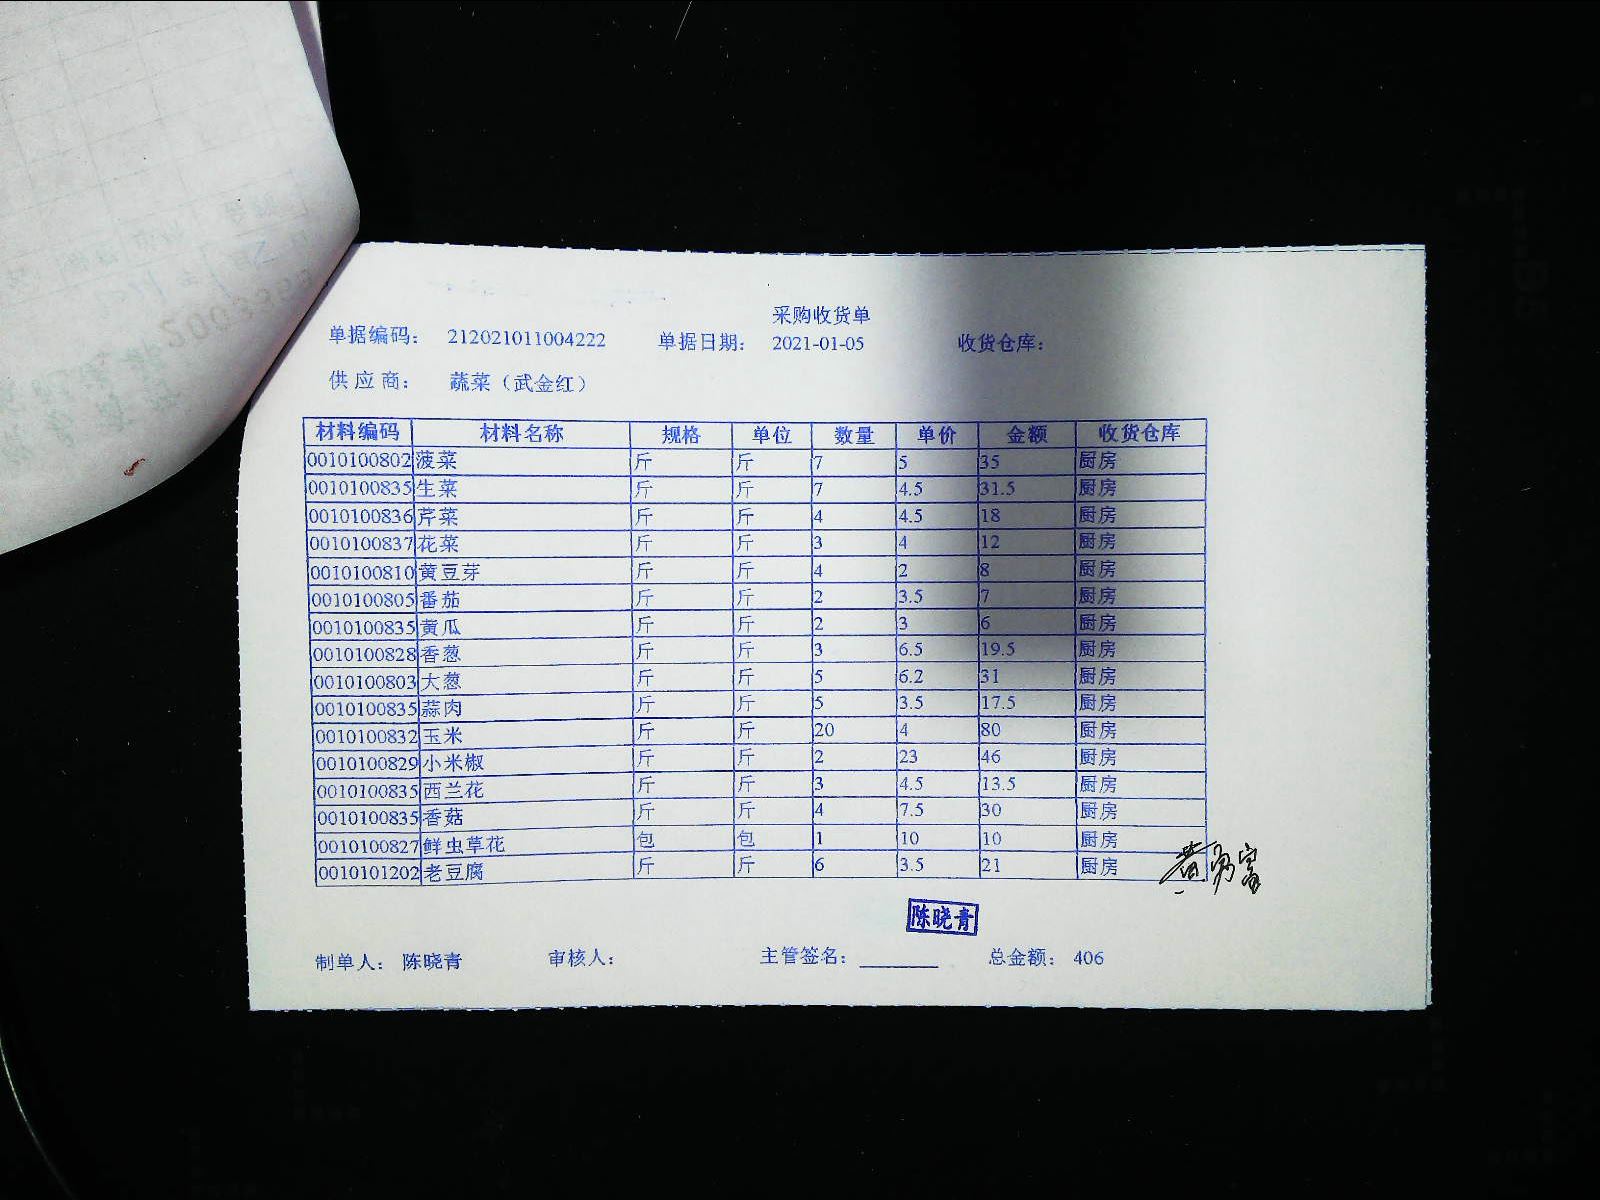 采购收货单
单据编码： 212021011004222 单据日期： 2021-01-05 收货仓库：
供应商： 蔬菜（武金红）
材料编码 材料名称 规格 单位 数量 单价 金额 收货仓库
0010100802 菠菜 斤 斤 7 5 35 厨房
0010100835 生菜 斤 斤 7 4.5 31.5 厨房
0010100836 芹菜 斤 斤 4 4.5 18 厨房
0010100837 花菜 斤 斤 3 4 12 厨房
0010100810 黄豆芽 斤 斤 4 2 8 厨房
0010100805 番茄 斤 斤 2 3.5 7 厨房
0010100835 黄瓜 斤 斤 2 3 6 厨房
0010100828 香葱 斤 斤 3 6.5 19.5 厨房
0010100803 大葱 斤 斤 5 6.2 31 厨房
0010100835 蒜肉 斤 斤 5 3.5 17.5 厨房
0010100832 玉米 斤 斤 20 4 80 厨房
0010100829 小米椒 斤 斤 2 23 46 厨房
0010100835 西兰花 斤 斤 3 4.5 13.5 厨房
0010100835 香菇 斤 斤 4 7.5 30 厨房
0010100827 鲜虫草花 包 包 1 10 10 厨房
0010101202 老豆腐 斤 斤 6 3.5 21 厨房
陈晓青
制单人： 陈晓青 审核人： 主管签名： 总金额： 406